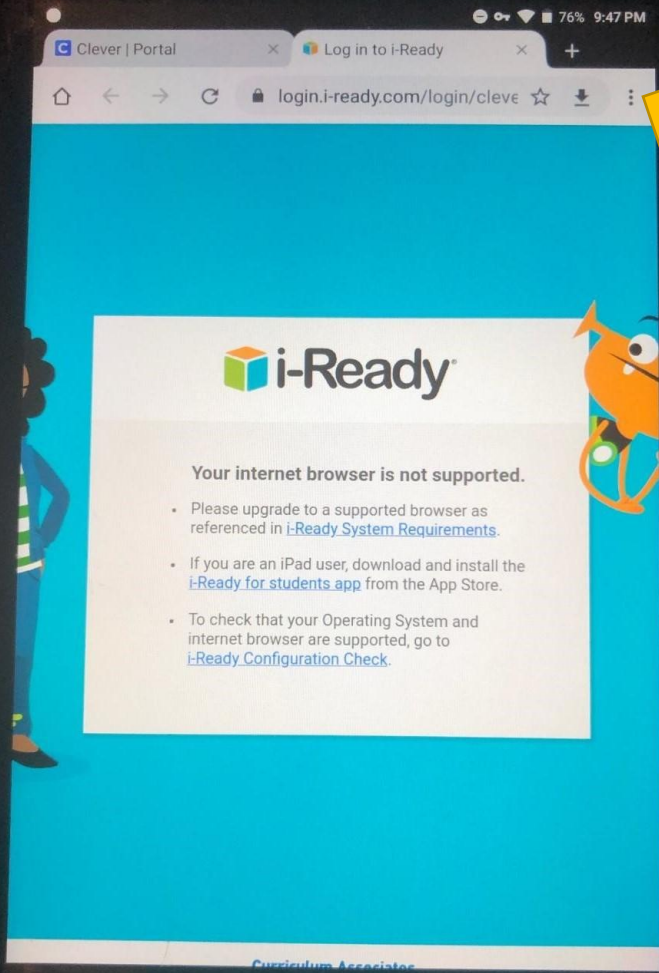 76% 9:47 PM
Clever | Portal
Log in to i-Ready
login.i-ready.com/login/cleve
i-Ready
Your internet browser is not supported.
• Please upgrade to a supported browser as
referenced in i-Ready System Requirements.
• If you are an iPad user, download and install the
i-Ready for students app from the App Store.
• To check that your Operating System and
internet browser are supported, go to
i-Ready Configuration Check.
Curriculum Associates